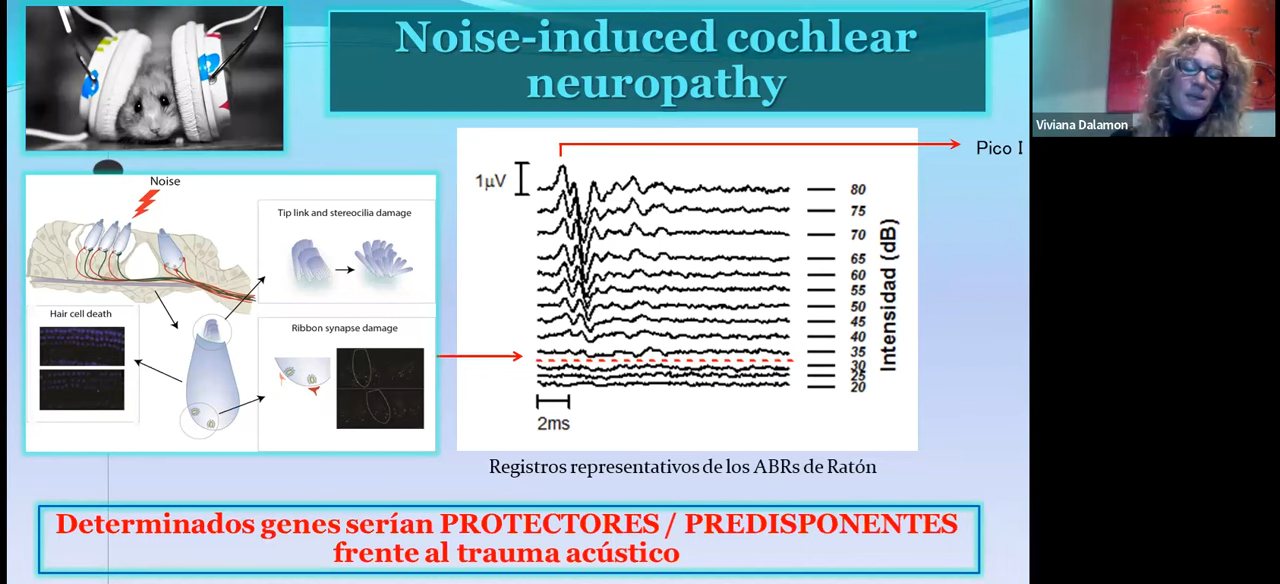 Noise-induced cochlear
neuropathy
Viviana Dalamon
Pico I
Noise
Tip link and stereocilia damage
Hair cell death
Ribbon synapse damage
1µV
80
75
70
65
60
55
50
45
40
35
30
25
20
Intensidad (dB)
2ms
Registros representativos de los ABRs de Ratón
Determinados genes serían PROTECTORES / PREDISPONENTES
frente al trauma acústico